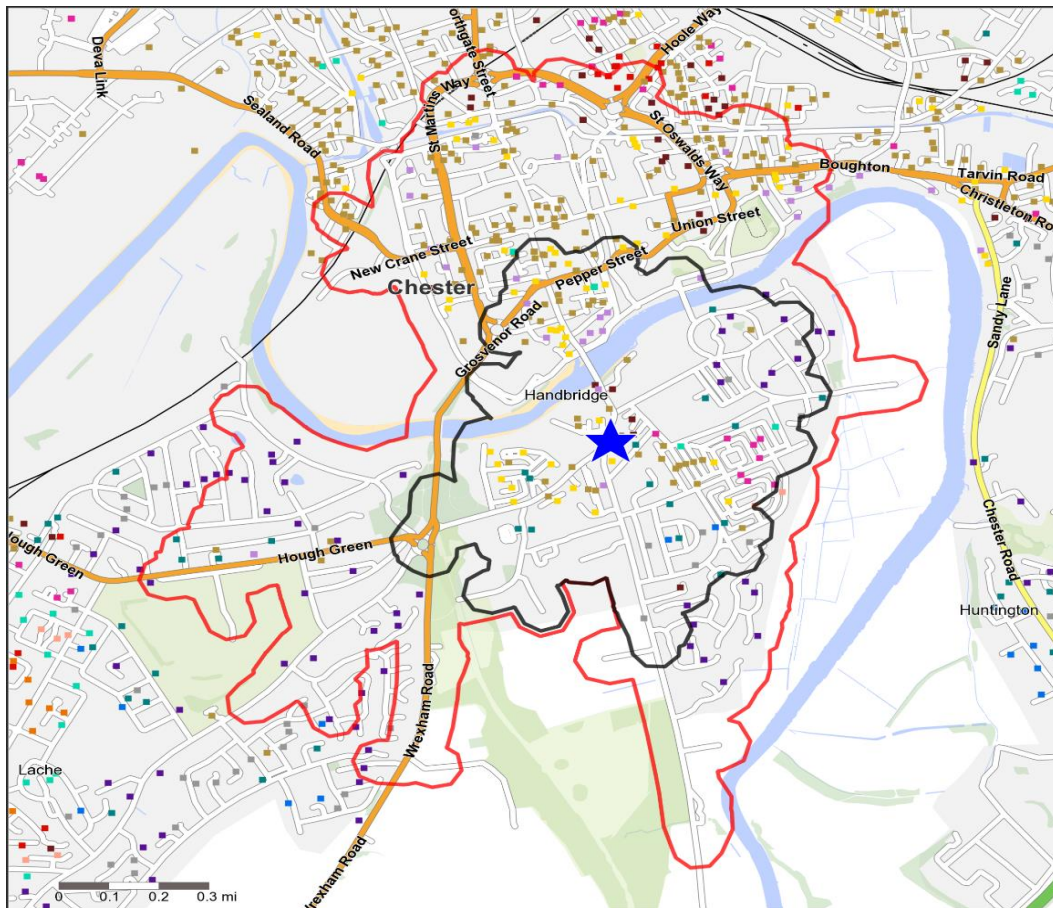 Deva Link
orthgate Street
Hoole Way
Sealand Road
St Martins Way
St Oswalds Way
Boughton
Tarvin Road
Christleton Ro
Union Street
New Crane Street
Pepper Street
Chester
Grosvenor Road
Sandy Lane
Handbridge
Hough Green
Hough Green
Chester Road
Huntington
Wrexham Road
Lache
Wrexham Road
0 0.1 0.2 0.3 mi